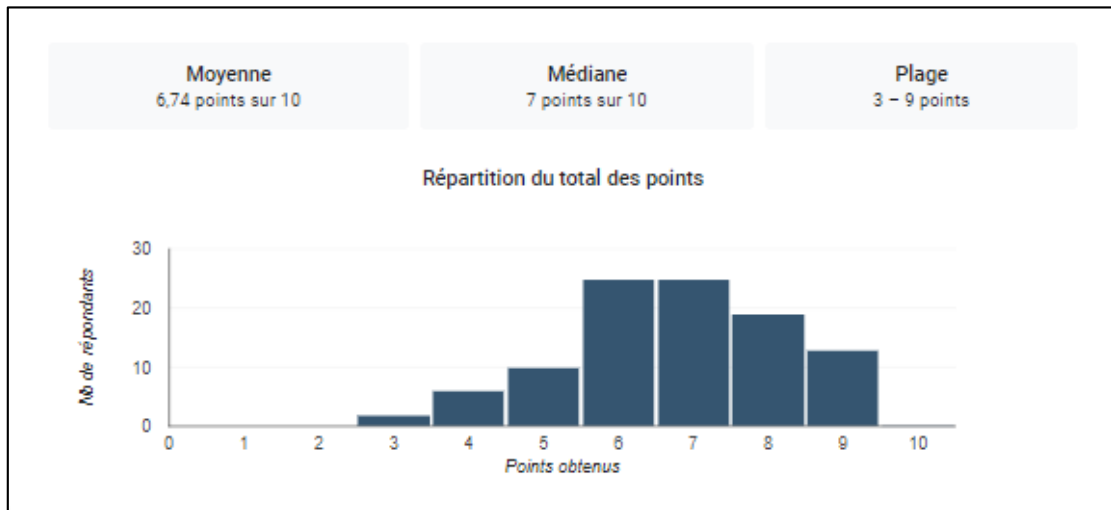 Moyenne
6,74 points sur 10
Médiane
7 points sur 10
Plage
3 – 9 points
Répartition du total des points
Nb de répondants
30
20
10
0
0 1 2 3 4 5 6 7 8 9 10
Points obtenus